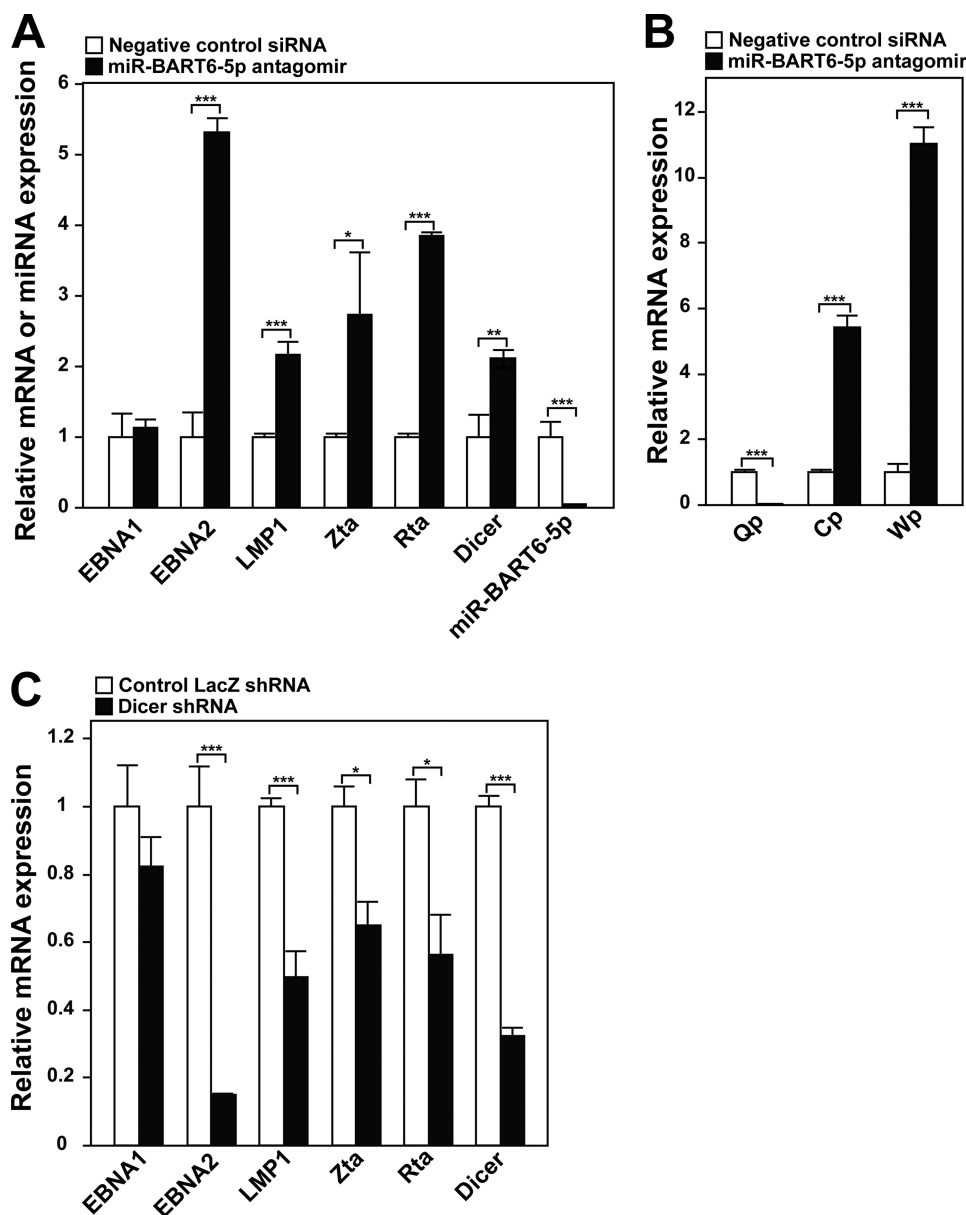 A
Negative control siRNA
miR-BART6-5p antagomir
Relative mRNA or miRNA expression
6
5
4
3
2
1
0
***
***
*
***
**
***
EBNA1
EBNA2
LMP1
Zta
Rta
Dicer
miR-BART6-5p
B
Negative control siRNA
miR-BART6-5p antagomir
Relative mRNA expression
12
10
8
6
4
2
0
***
***
***
Qp
Cp
Wp
C
Control LacZ shRNA
Dicer shRNA
Relative mRNA expression
1.2
1
0.8
0.6
0.4
0.2
0
***
***
*
*
***
EBNA1
EBNA2
LMP1
Zta
Rta
Dicer